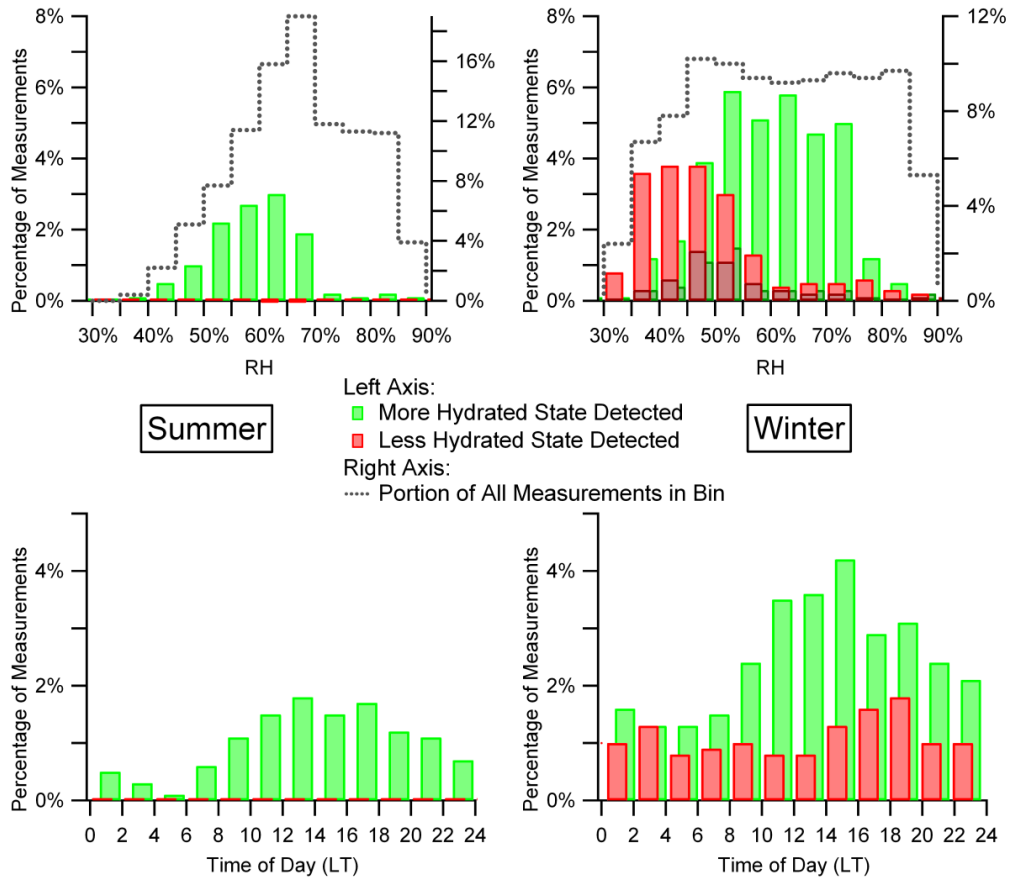 8%
6%
4%
2%
0%
Percentage of Measurements
16%
12%
8%
4%
0%
30% 40% 50% 60% 70% 80% 90%
RH
8%
6%
4%
2%
0%
Percentage of Measurements
12%
8%
4%
0%
30% 40% 50% 60% 70% 80% 90%
RH
Summer
Left Axis:
More Hydrated State Detected
Less Hydrated State Detected
Right Axis:
Portion of All Measurements in Bin
Winter
4%
2%
0%
Percentage of Measurements
0 2 4 6 8 10 12 14 16 18 20 22 24
Time of Day (LT)
4%
2%
0%
Percentage of Measurements
0 2 4 6 8 10 12 14 16 18 20 22 24
Time of Day (LT)